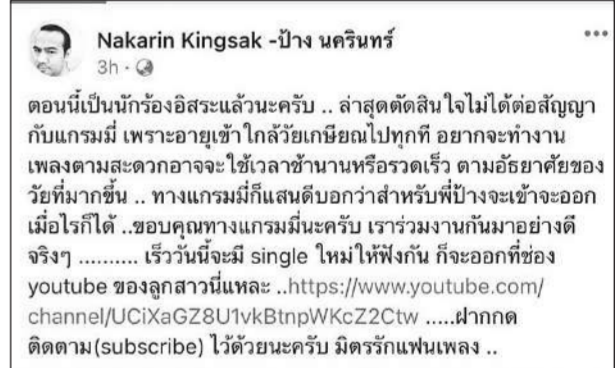 Nakarin Kingsak -ป้าง นครินทร์
3h ·
ตอนนี้เป็นนักร้องอิสระแล้วนะครับ .. ล่าสุดตัดสินใจไม่ได้ต่อสัญญา
กับแกรมมี่ เพราะอายุเข้าใกล้วัยเกษียณไปทุกที อยากจะทำงาน
เพลงตามสะดวกอาจจะใช้เวลาช้านานหรือรวดเร็ว ตามอัธยาศัยของ
วัยที่มากขึ้น .. ทางแกรมมี่ก็แสนดีบอกว่าสำหรับพี่ป้างจะเข้าจะออก
เมื่อไรก็ได้ ..ขอบคุณทางแกรมมี่นะครับ เราร่วมงานกันมาอย่างดี
จริงๆ .......... เร็ววันนี้จะมี single ใหม่ให้ฟังกัน ก็จะออกที่ช่อง
youtube ของลูกสาวนี่แหละ ..https://www.youtube.com/
channel/UCiXaGZ8U1vkBtnpWKcZ2Ctw .....ฝากกด
ติดตาม(subscribe) ไว้ด้วยนะครับ มิตรรักแฟนเพลง ..